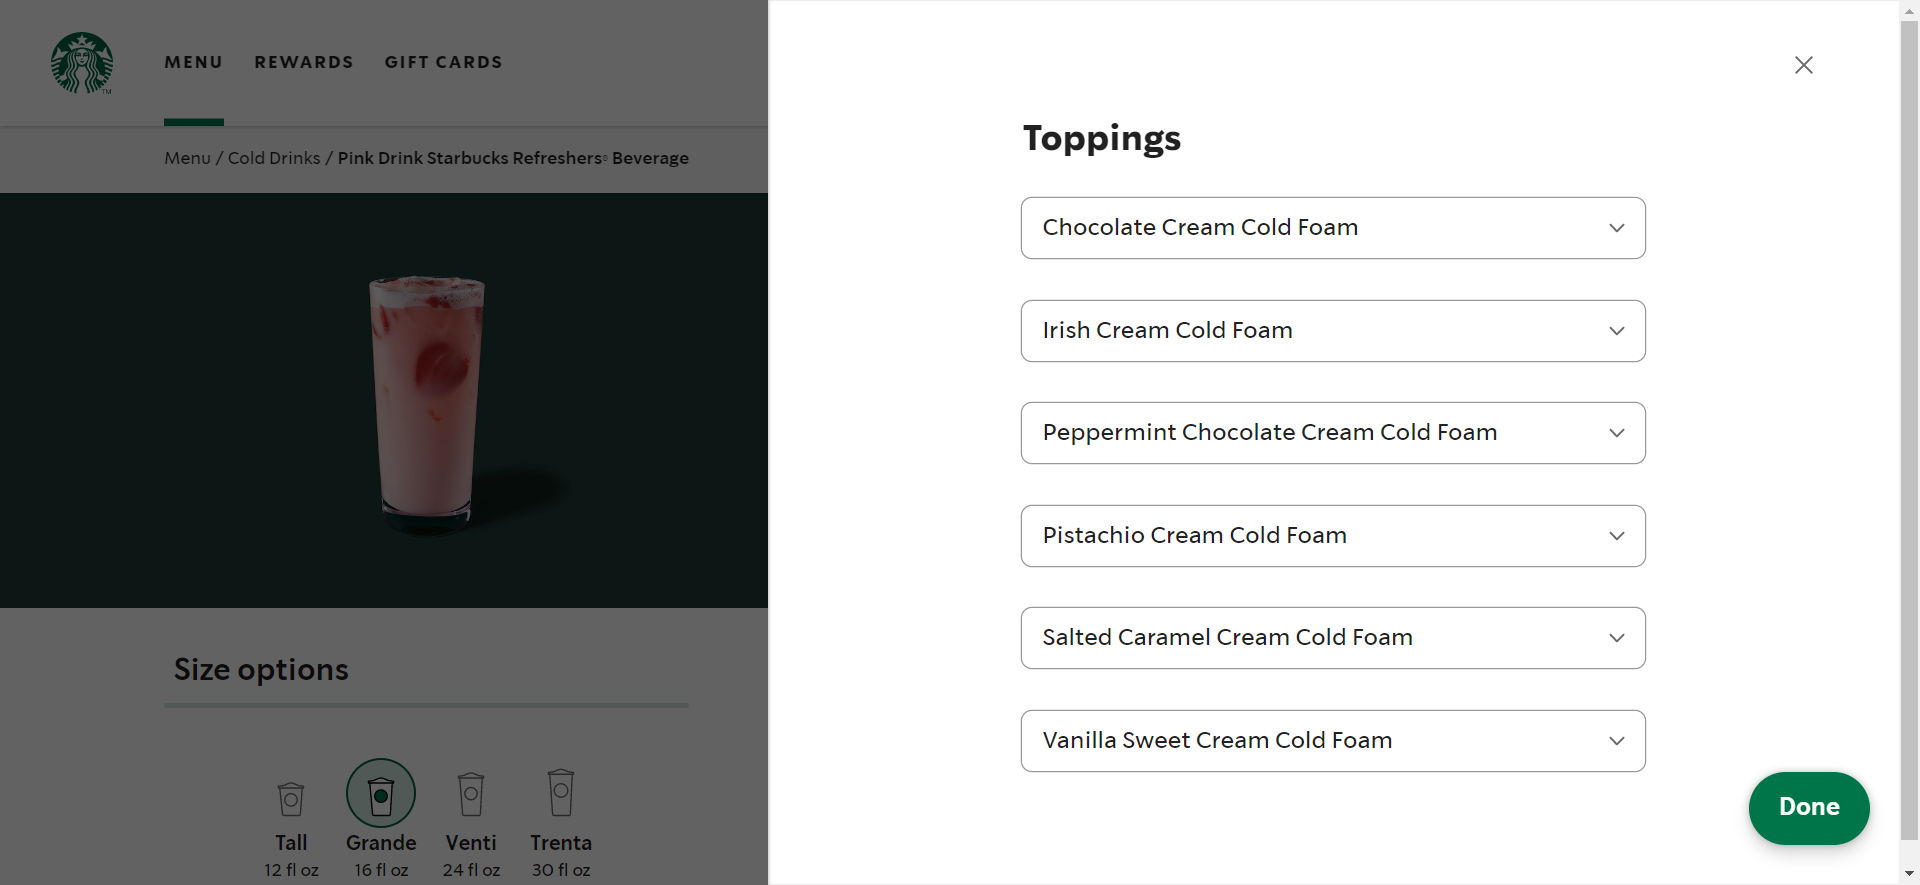 MENU REWARDS GIFT CARDS
Menu / Cold Drinks / Pink Drink Starbucks Refreshers® Beverage
Size options
Tall Grande Venti Trenta
12 fl oz 16 fl oz 24 fl oz 30 fl oz
Toppings
Chocolate Cream Cold Foam
Irish Cream Cold Foam
Peppermint Chocolate Cream Cold Foam
Pistachio Cream Cold Foam
Salted Caramel Cream Cold Foam
Vanilla Sweet Cream Cold Foam
Done
TM